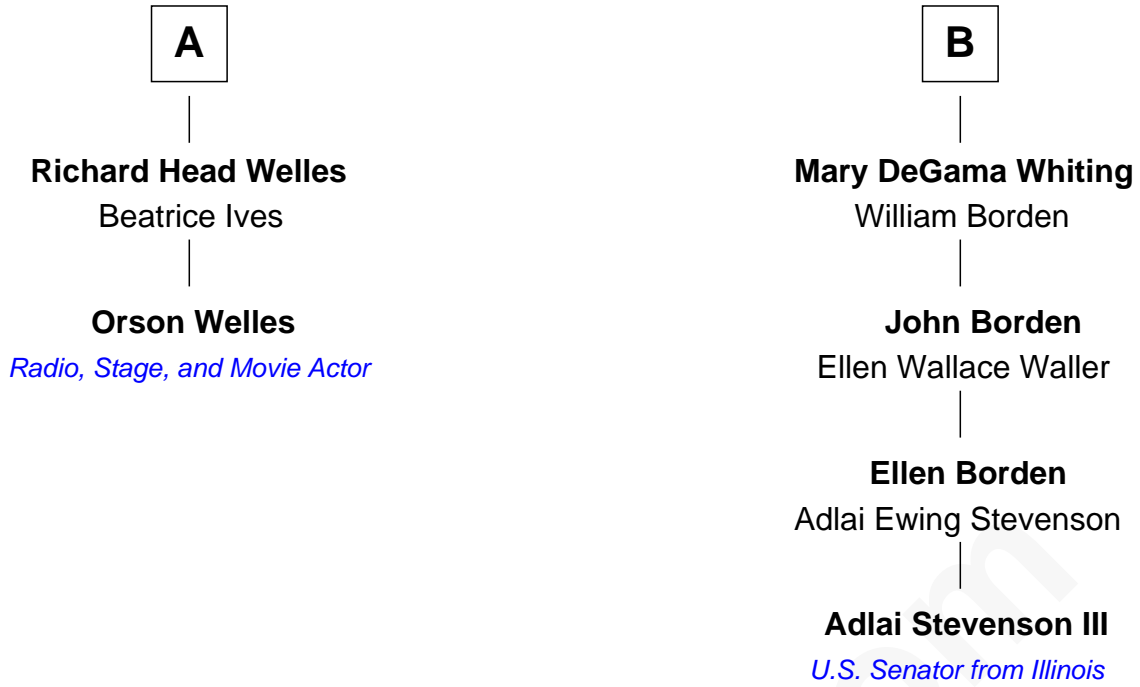 A
Richard Head Welles
Beatrice Ives
Orson Welles
Radio, Stage, and Movie Actor
B
Mary DeGama Whiting
William Borden
John Borden
Ellen Wallace Waller
Ellen Borden
Adlai Ewing Stevenson
Adlai Stevenson III
U.S. Senator from Illinois